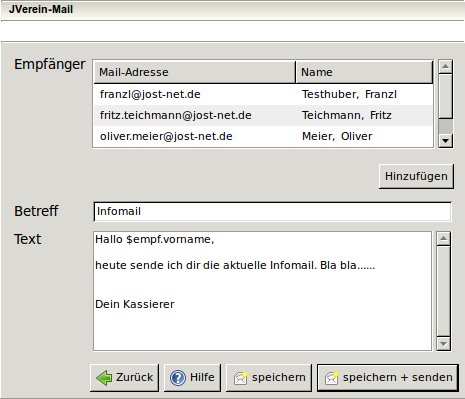 JVerein-Mail
Empfänger
Mail-Adresse Name
franzl@jost-net.de Testhuber, Franzl
fritz.teichmann@jost-net.de Teichmann, Fritz
oliver.meier@jost-net.de Meier, Oliver
Hinzufügen
Betreff Infomail
Text
Hallo $empf.vorname,
heute sende ich dir die aktuelle Infomail. Bla bla......
Dein Kassierer
Zurück Hilfe speichern speichern + senden